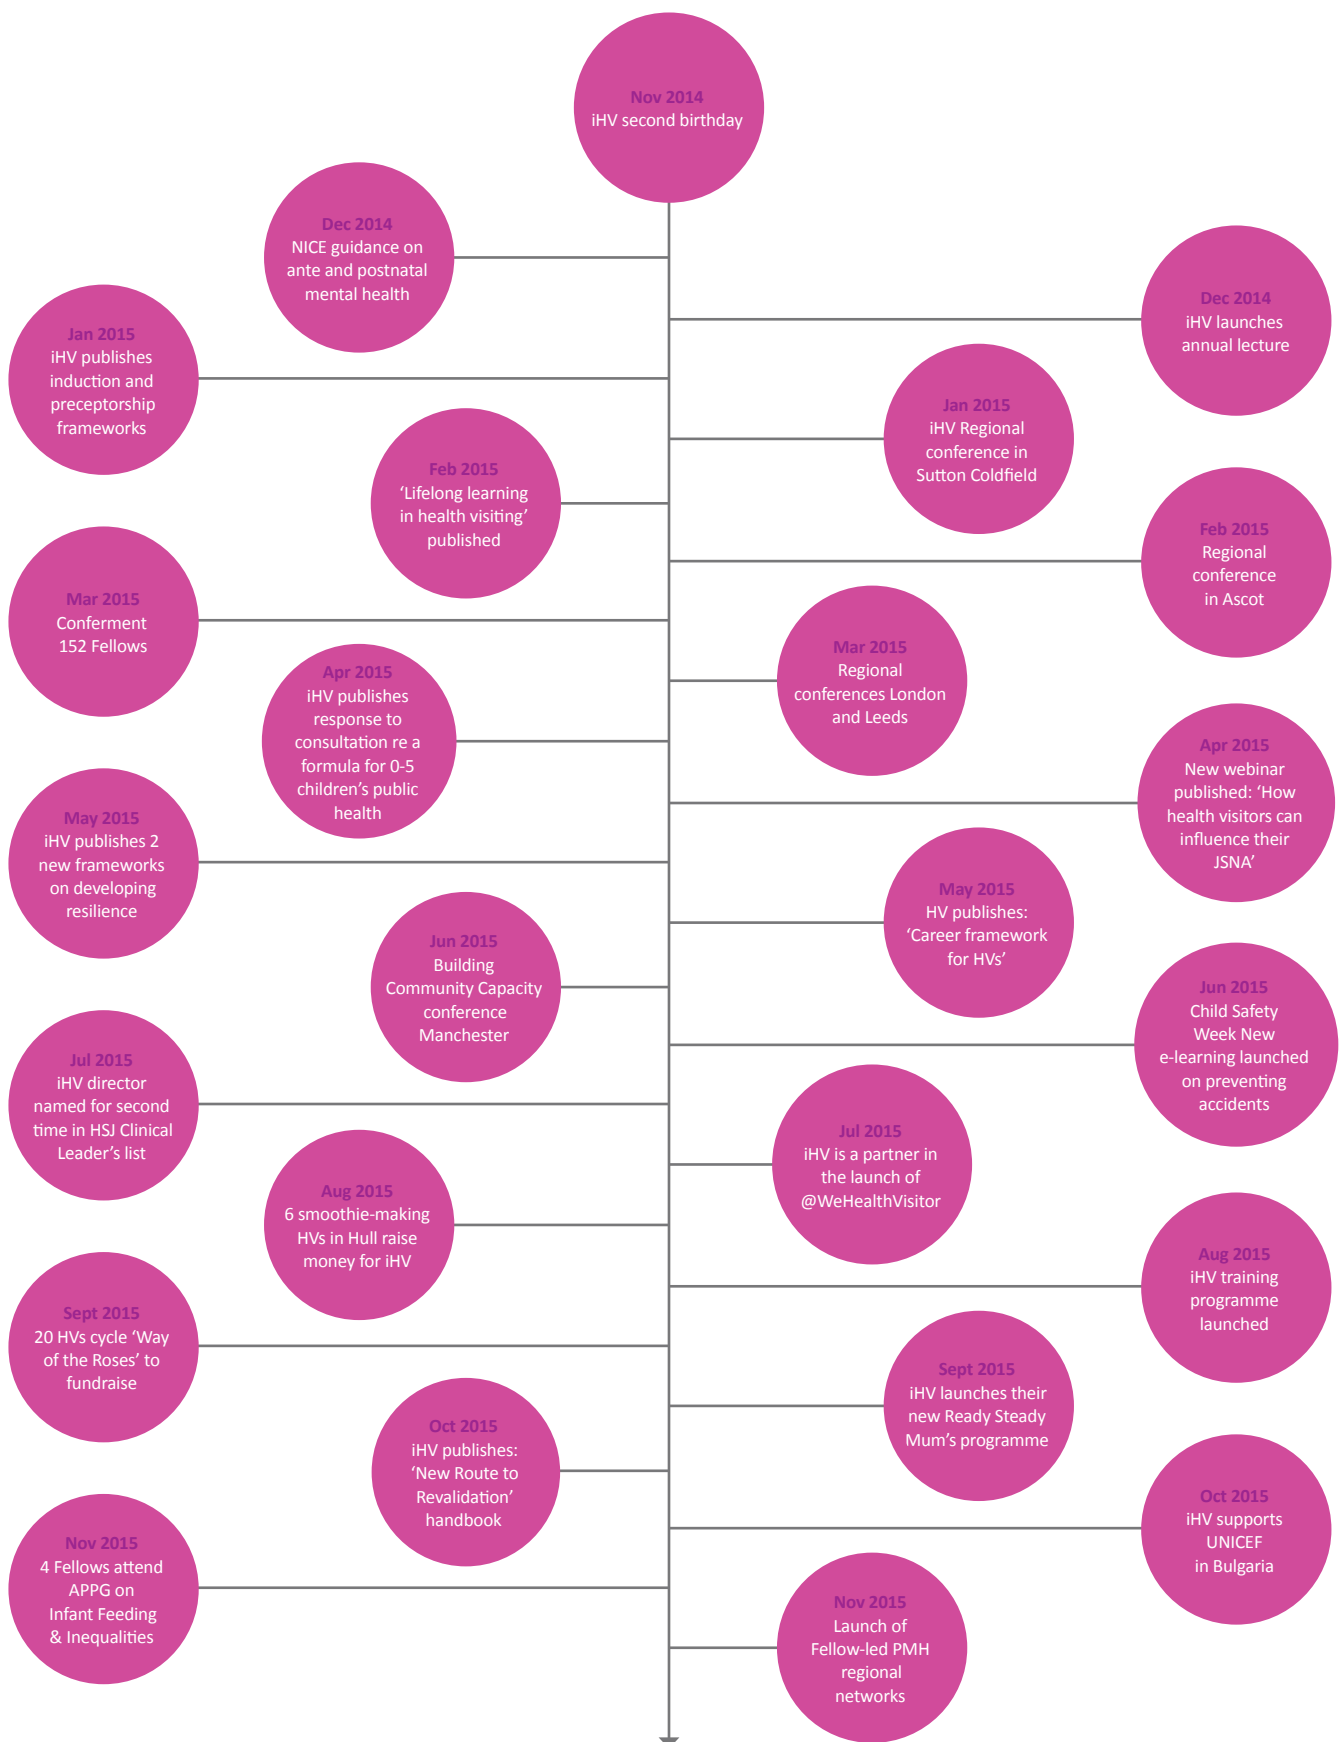 Nov 2014
iHV second birthday
Dec 2014
NICE guidance on
ante and postnatal
mental health
Dec 2014
iHV launches
annual lecture
Jan 2015
iHV publishes
induction and
preceptorship
frameworks
Jan 2015
iHV Regional
conference in
Sutton Coldfield
Feb 2015
‘Lifelong learning
in health visiting’
published
Feb 2015
Regional
conference
in Ascot
Mar 2015
Conferment
152 Fellows
Mar 2015
Regional
conferences London
and Leeds
Apr 2015
iHV publishes
response to
consultation re a
formula for 0-5
children’s public
health
Apr 2015
New webinar
published: ‘How
health visitors can
influence their
JSNA’
May 2015
iHV publishes 2
new frameworks
on developing
resilience
May 2015
HV publishes:
‘Career framework
for HVs’
Jun 2015
Building
Community Capacity
conference
Manchester
Jun 2015
Child Safety
Week New
e-learning launched
on preventing
accidents
Jul 2015
iHV director
named for second
time in HSJ Clinical
Leader’s list
Jul 2015
iHV is a partner in
the launch of
@WeHealthVisitor
Aug 2015
6 smoothie-making
HVs in Hull raise
money for iHV
Aug 2015
iHV training
programme
launched
Sept 2015
20 HVs cycle ‘Way
of the Roses’ to
fundraise
Sept 2015
iHV launches their
new Ready Steady
Mum’s programme
Oct 2015
iHV publishes:
‘New Route to
Revalidation’
handbook
Oct 2015
iHV supports
UNICEF
in Bulgaria
Nov 2015
4 Fellows attend
APPG on
Infant Feeding
& Inequalities
Nov 2015
Launch of
Fellow-led PMH
regional
networks